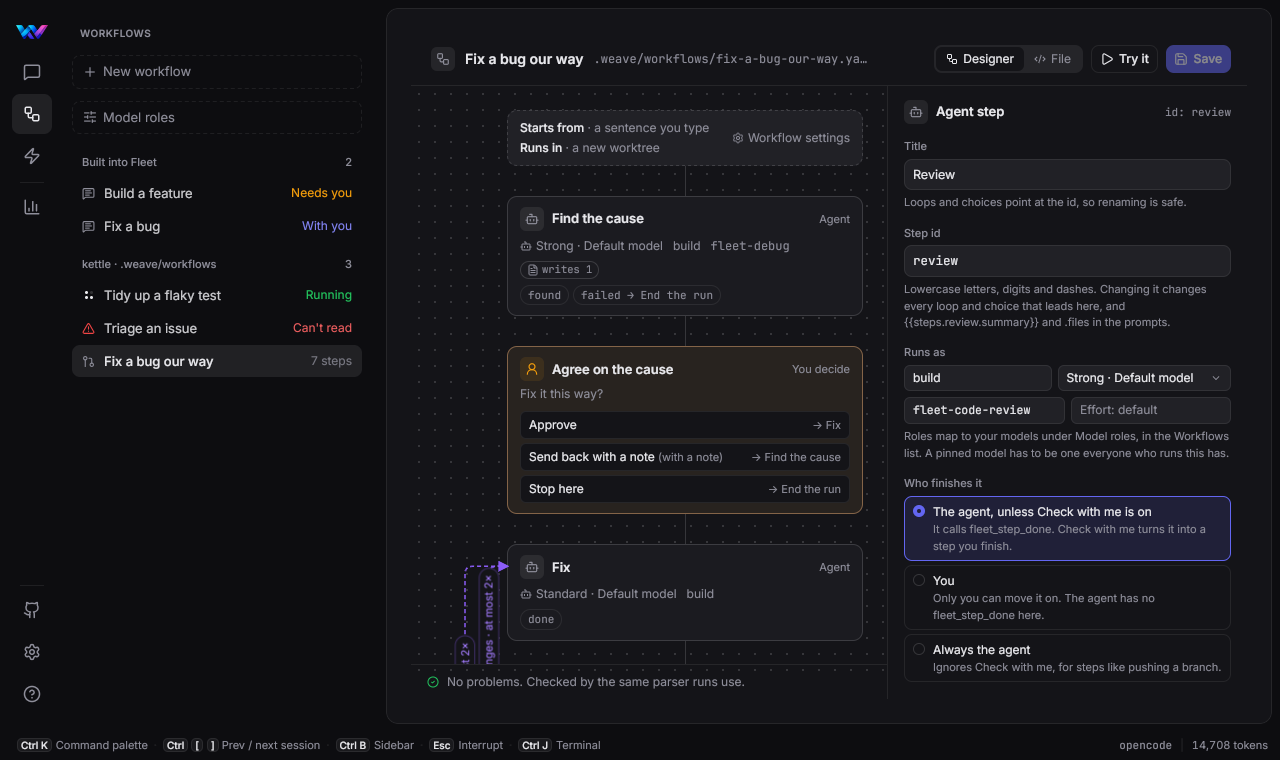 WORKFLOWS
New workflow
Model roles
Built into Fleet 2
Build a feature Needs you
Fix a bug With you
kettle · .weave/workflows 3
Tidy up a flaky test Running
Triage an issue Can't read
Fix a bug our way 7 steps
Fix a bug our way .weave/workflows/fix-a-bug-our-way.ya…
Designer File Try it Save
Starts from · a sentence you type
Runs in · a new worktree
Workflow settings
Find the cause Agent
Strong · Default model build fleet-debug
writes 1
found failed → End the run
Agree on the cause You decide
Fix it this way?
Approve → Fix
Send back with a note (with a note) → Find the cause
Stop here → End the run
Fix Agent
Standard · Default model build
done
t 2×
nges · at most 2×
No problems. Checked by the same parser runs use.
Agent step id: review
Title
Review
Loops and choices point at the id, so renaming is safe.
Step id
review
Lowercase letters, digits and dashes. Changing it changes
every loop and choice that leads here, and
{{steps.review.summary}} and .files in the prompts.
Runs as
build Strong · Default model
fleet-code-review Effort: default
Roles map to your models under Model roles, in the Workflows
list. A pinned model has to be one everyone who runs this has.
Who finishes it
The agent, unless Check with me is on
It calls fleet_step_done. Check with me turns it into a
step you finish.
You
Only you can move it on. The agent has no
fleet_step_done here.
Always the agent
Ignores Check with me, for steps like pushing a branch.
Ctrl K Command palette · Ctrl [ ] Prev / next session · Ctrl B Sidebar · Esc Interrupt · Ctrl J Terminal
opencode 14,708 tokens